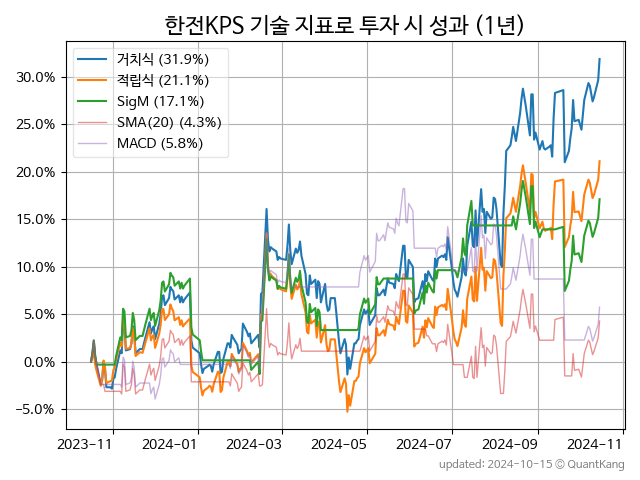 한전KPS 기술 지표로 투자 시 성과 (1년)
거치식 (31.9%)
적립식 (21.1%)
SigM (17.1%)
SMA(20) (4.3%)
MACD (5.8%)
30.0%
25.0%
20.0%
15.0%
10.0%
5.0%
0.0%
−5.0%
2023-11 2024-01 2024-03 2024-05 2024-07 2024-09 2024-11
updated: 2024-10-15 © QuantKang